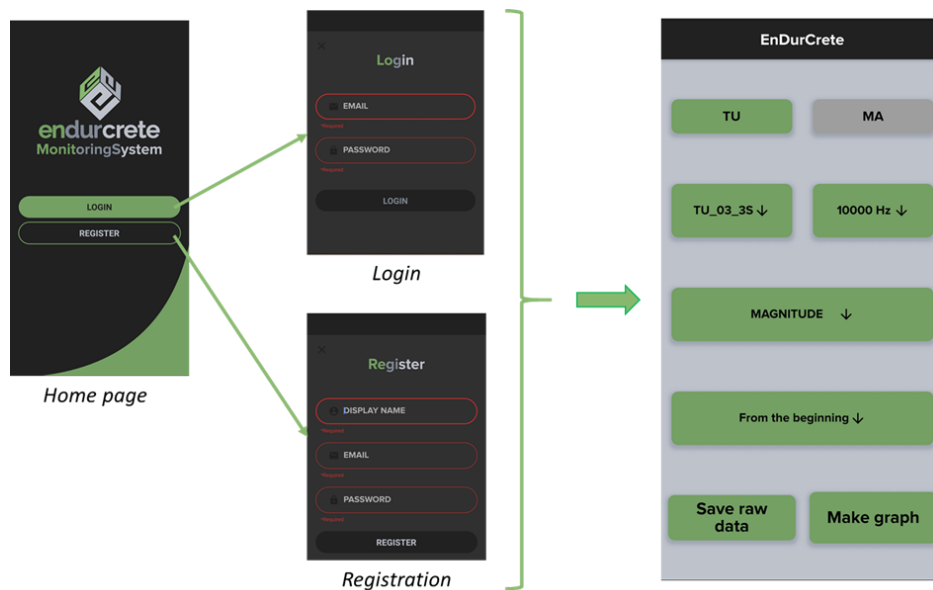 endurcrete
MonitoringSystem
LOGIN
REGISTER
Home page
Login
EMAIL
*Required
PASSWORD
*Required
LOGIN
Login
Register
DISPLAY NAME
*Required
EMAIL
*Required
PASSWORD
*Required
REGISTER
Registration
EnDurCrete
TU
MA
TU_03_3S ↓
10000 Hz ↓
MAGNITUDE ↓
From the beginning ↓
Save raw
data
Make graph